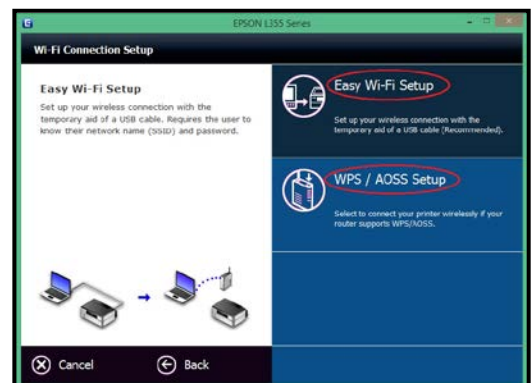 EPSON L355 Series
Wi-Fi Connection Setup
Easy Wi-Fi Setup
Set up your wireless connection with the
temporary aid of a USB cable. Requires the user to
know their network name (SSID) and password.
Easy Wi-Fi Setup
Set up your wireless connection with the
temporary aid of a USB cable (Recommended).
WPS / AOSS Setup
Select to connect your printer wirelessly if your
router supports WPS/AOSS.
Cancel
Back